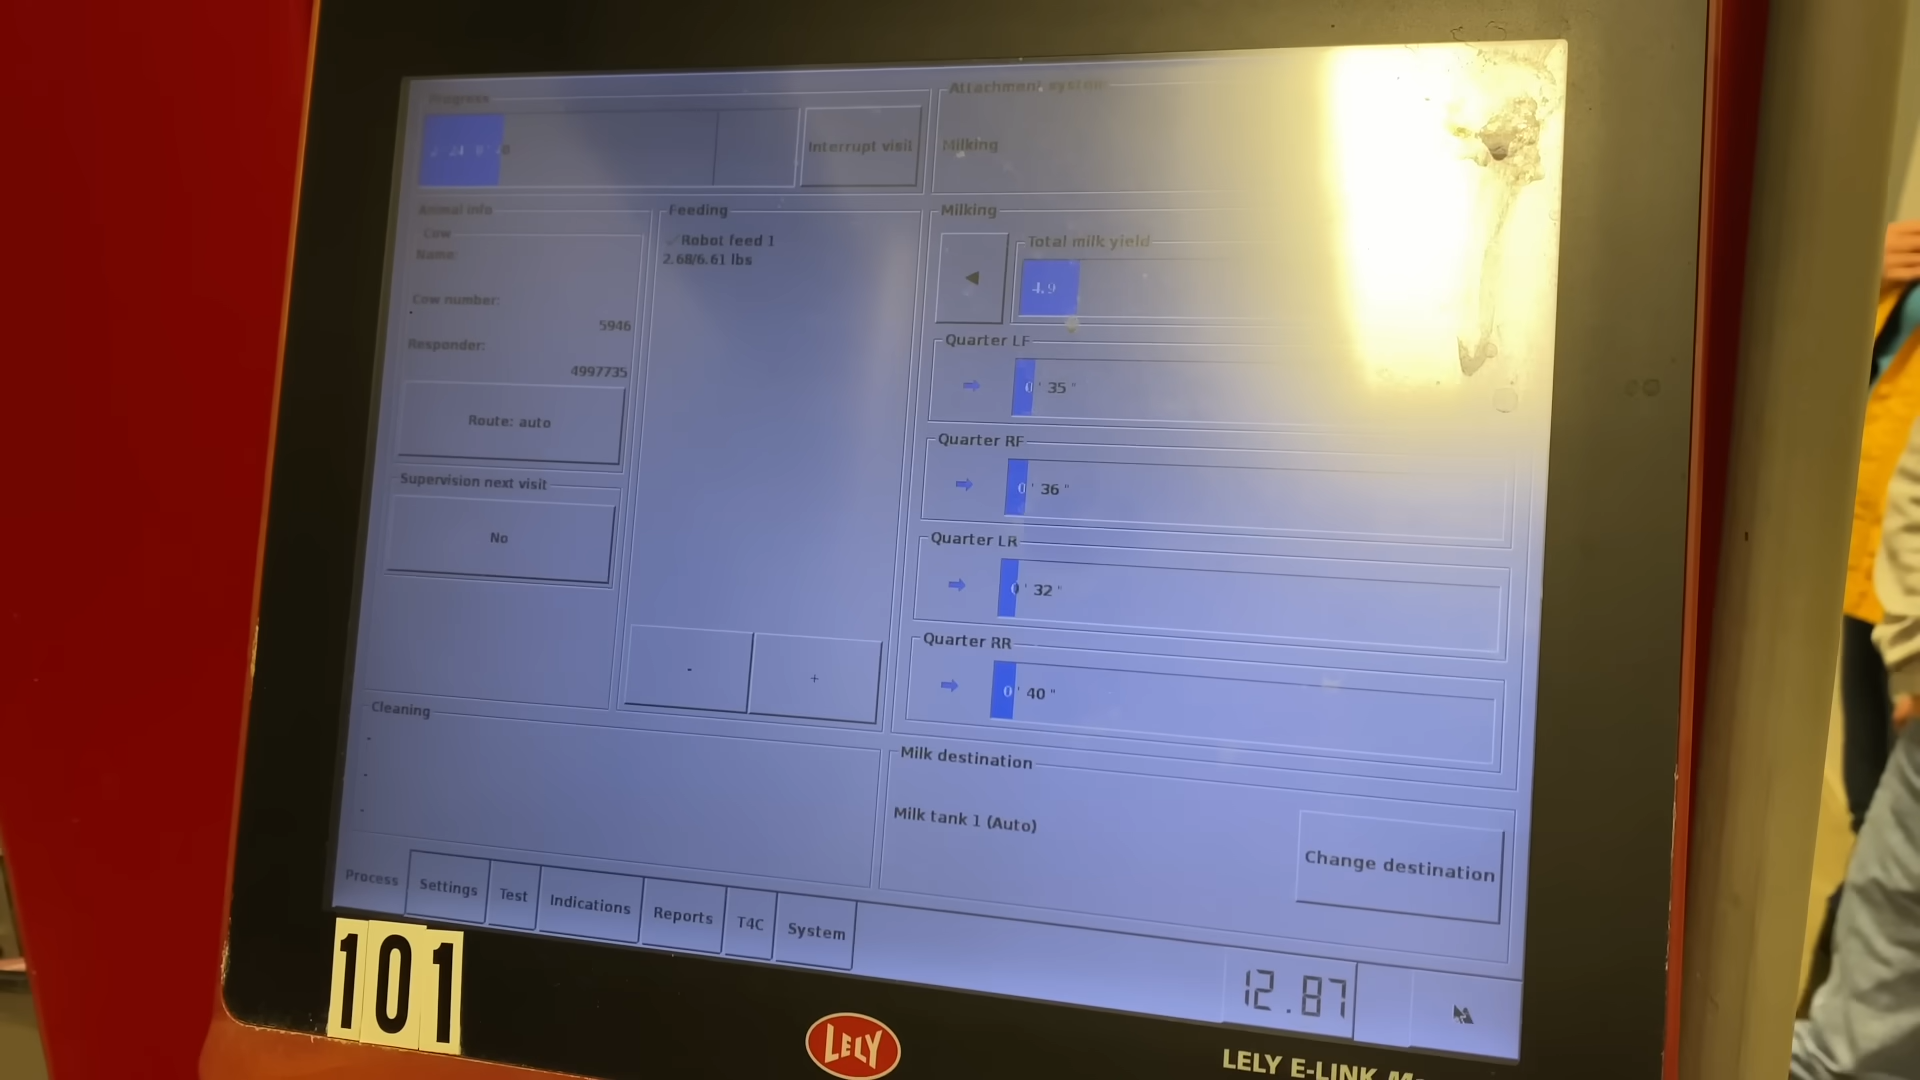 Progress
Interrupt visit
Attachment system
Milking
Animal info
Cow
Name:
Cow number:
5946
Responder:
4997735
Route: auto
Supervision next visit
No
Feeding
Robot feed 1
2.68/6.61 lbs
-
+
Milking
Total milk yield
4.9
Quarter LF
0 ' 35 "
Quarter RF
0 ' 36 "
Quarter LR
0 ' 32 "
Quarter RR
0 ' 40 "
Cleaning
-
-
-
Milk destination
Milk tank 1 (Auto)
Change destination
Process
Settings
Test
Indications
Reports
T4C
System
12.87
101
LELY
LELY E-LINK